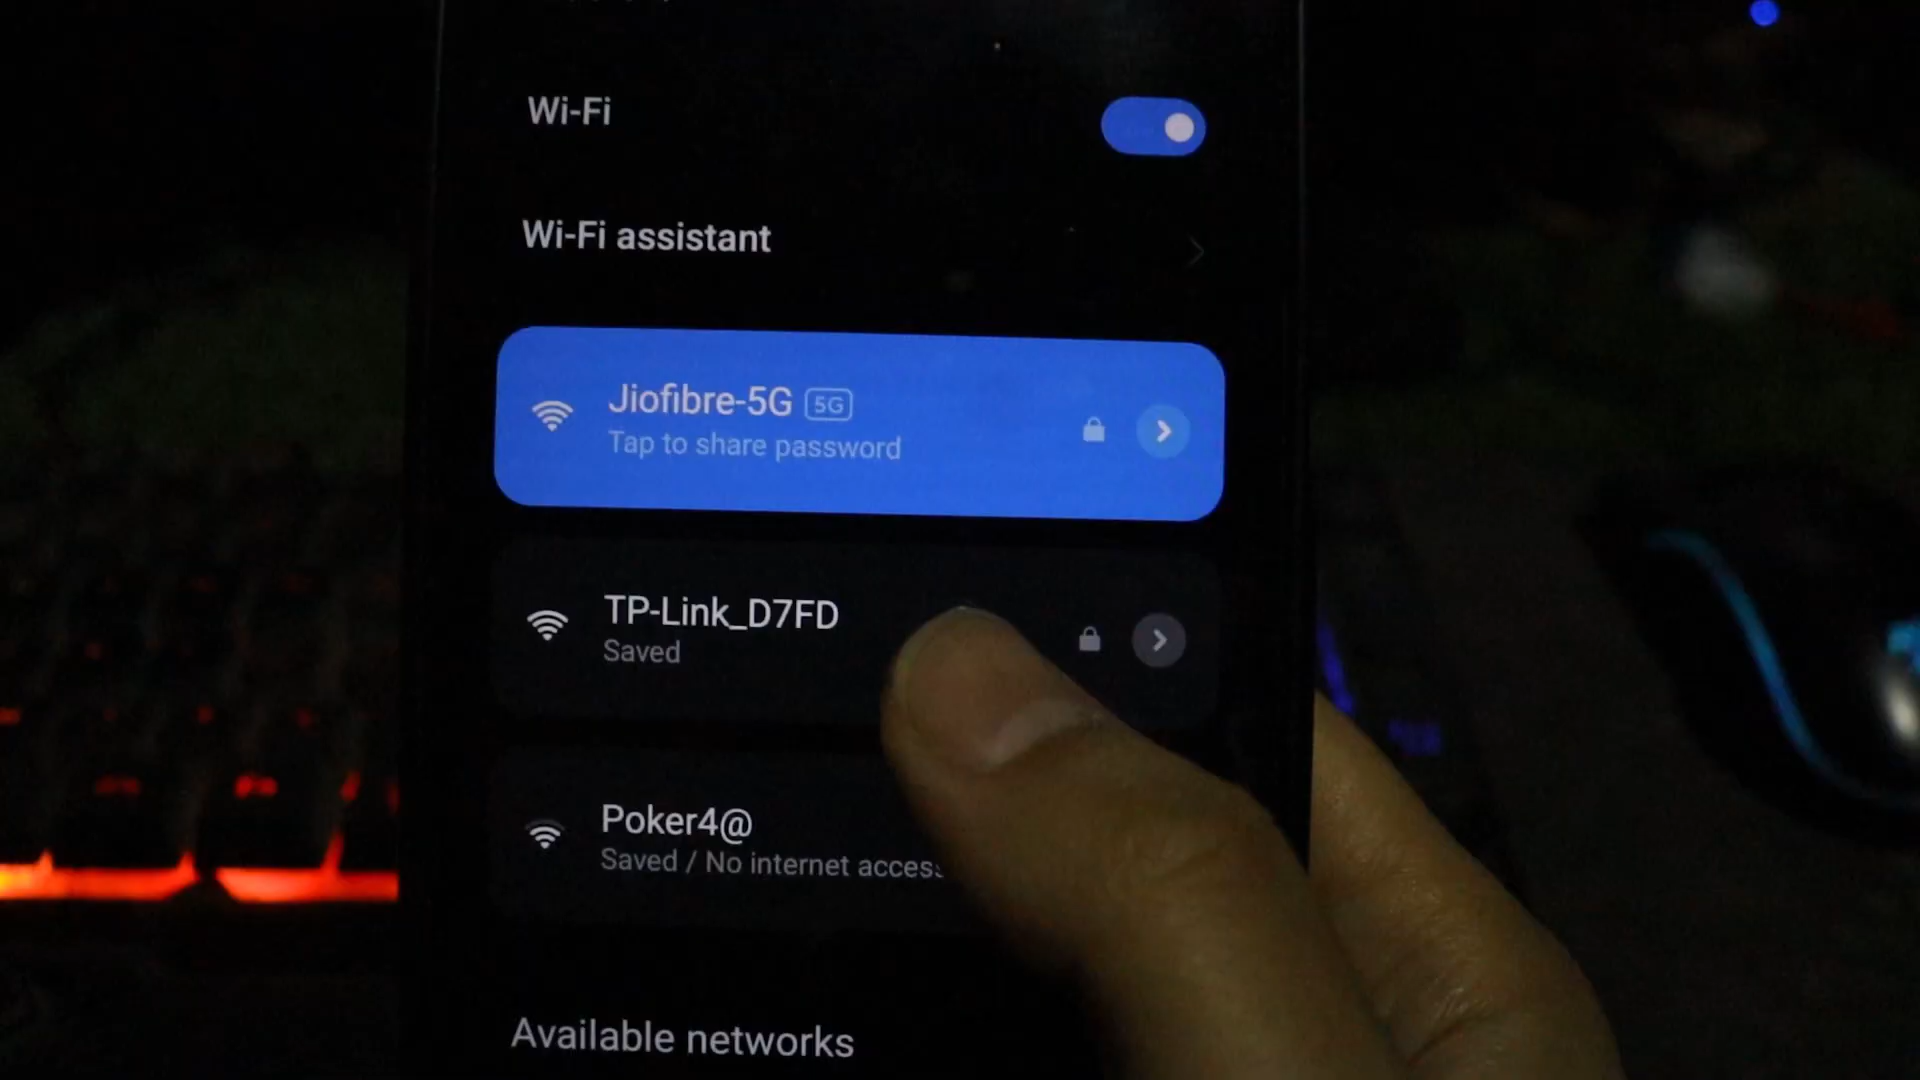 Wi-Fi
Wi-Fi assistant
Jiofibre-5G 5G
Tap to share password
TP-Link_D7FD
Saved
Poker4@
Saved / No internet access
Available networks